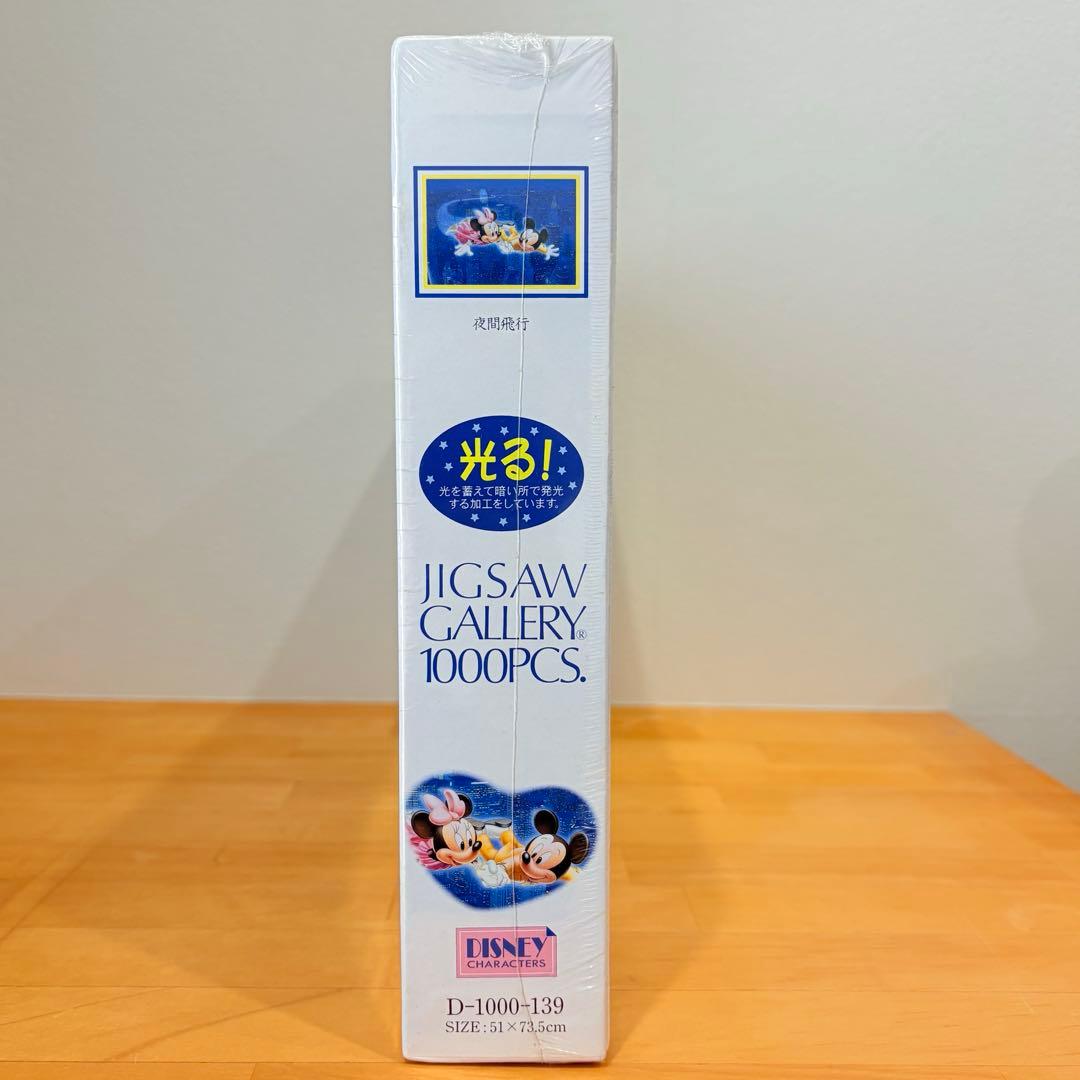 夜間飛行
光る!
光を蓄えて暗い所で発光
する加工をしています。
JIGSAW
GALLERY®
1000PCS.
DISNEY
CHARACTERS
D-1000-139
SIZE:51×73.5cm